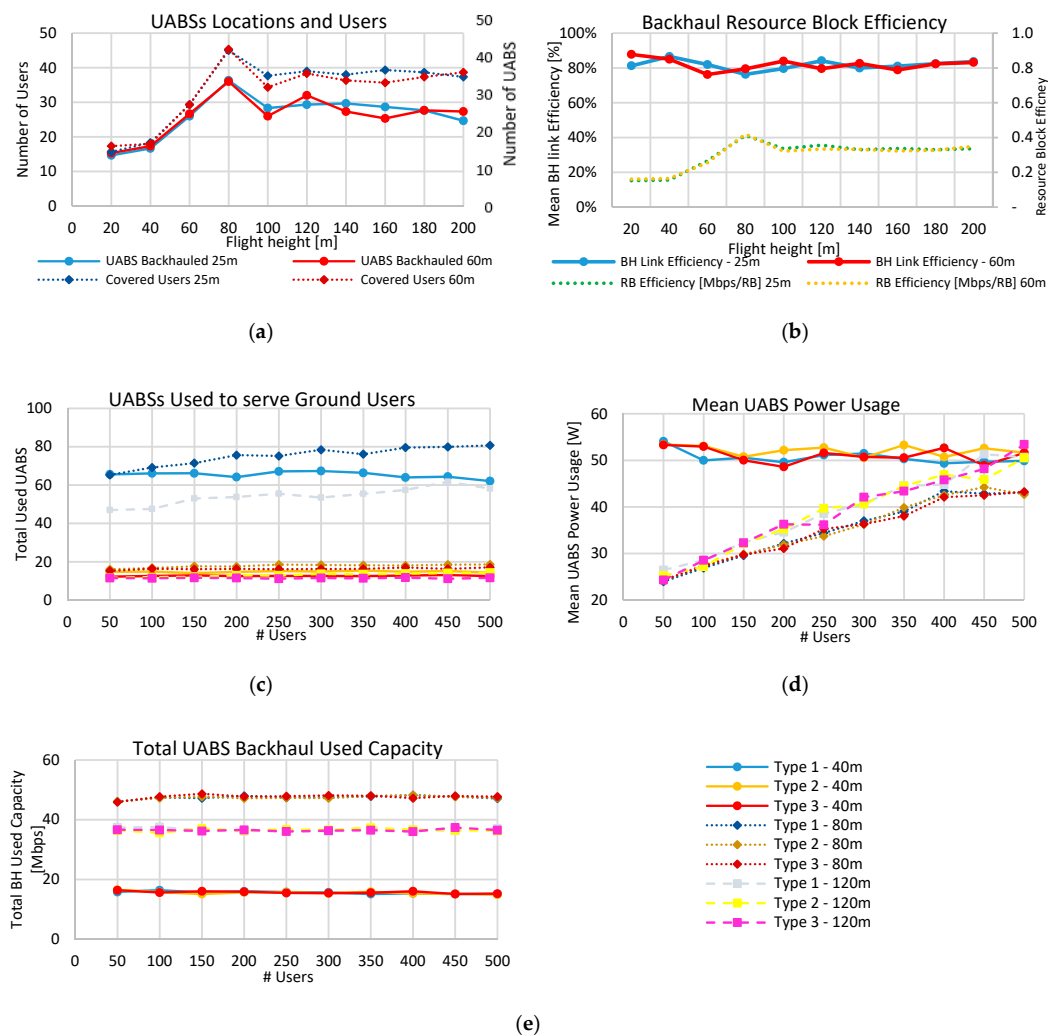 UABSs Locations and Users
Number of Users
50
40
30
20
10
0
50
40
30
20
10
0
Number of UABS
20 40 60 80 100 120 140 160 180 200
Flight height [m]
UABS Backhauled 25m
UABS Backhauled 60m
Covered Users 25m
Covered Users 60m
(a)
Backhaul Resource Block Efficiency
Mean BH link Efficiency [%]
100%
80%
60%
40%
20%
0%
1.0
0.8
0.6
0.4
0.2
-
Resource Block Efficiency
20 40 60 80 100 120 140 160 180 200
Flight height [m]
BH Link Efficiency - 25m
BH Link Efficiency - 60m
RB Efficiency [Mbps/RB] 25m
RB Efficiency [Mbps/RB] 60m
(b)
UABSs Used to serve Ground Users
Total Used UABS
100
80
60
40
20
0
0 50 100 150 200 250 300 350 400 450 500
# Users
(c)
Mean UABS Power Usage
Mean UABS Power Usage [W]
60
50
40
30
20
0 50 100 150 200 250 300 350 400 450 500
# Users
(d)
Total UABS Backhaul Used Capacity
Total BH Used Capacity
[Mbps]
60
40
20
0
0 50 100 150 200 250 300 350 400 450 500
# Users
Type 1 - 40m
Type 2 - 40m
Type 3 - 40m
Type 1 - 80m
Type 2 - 80m
Type 3 - 80m
Type 1 - 120m
Type 2 - 120m
Type 3 - 120m
(e)